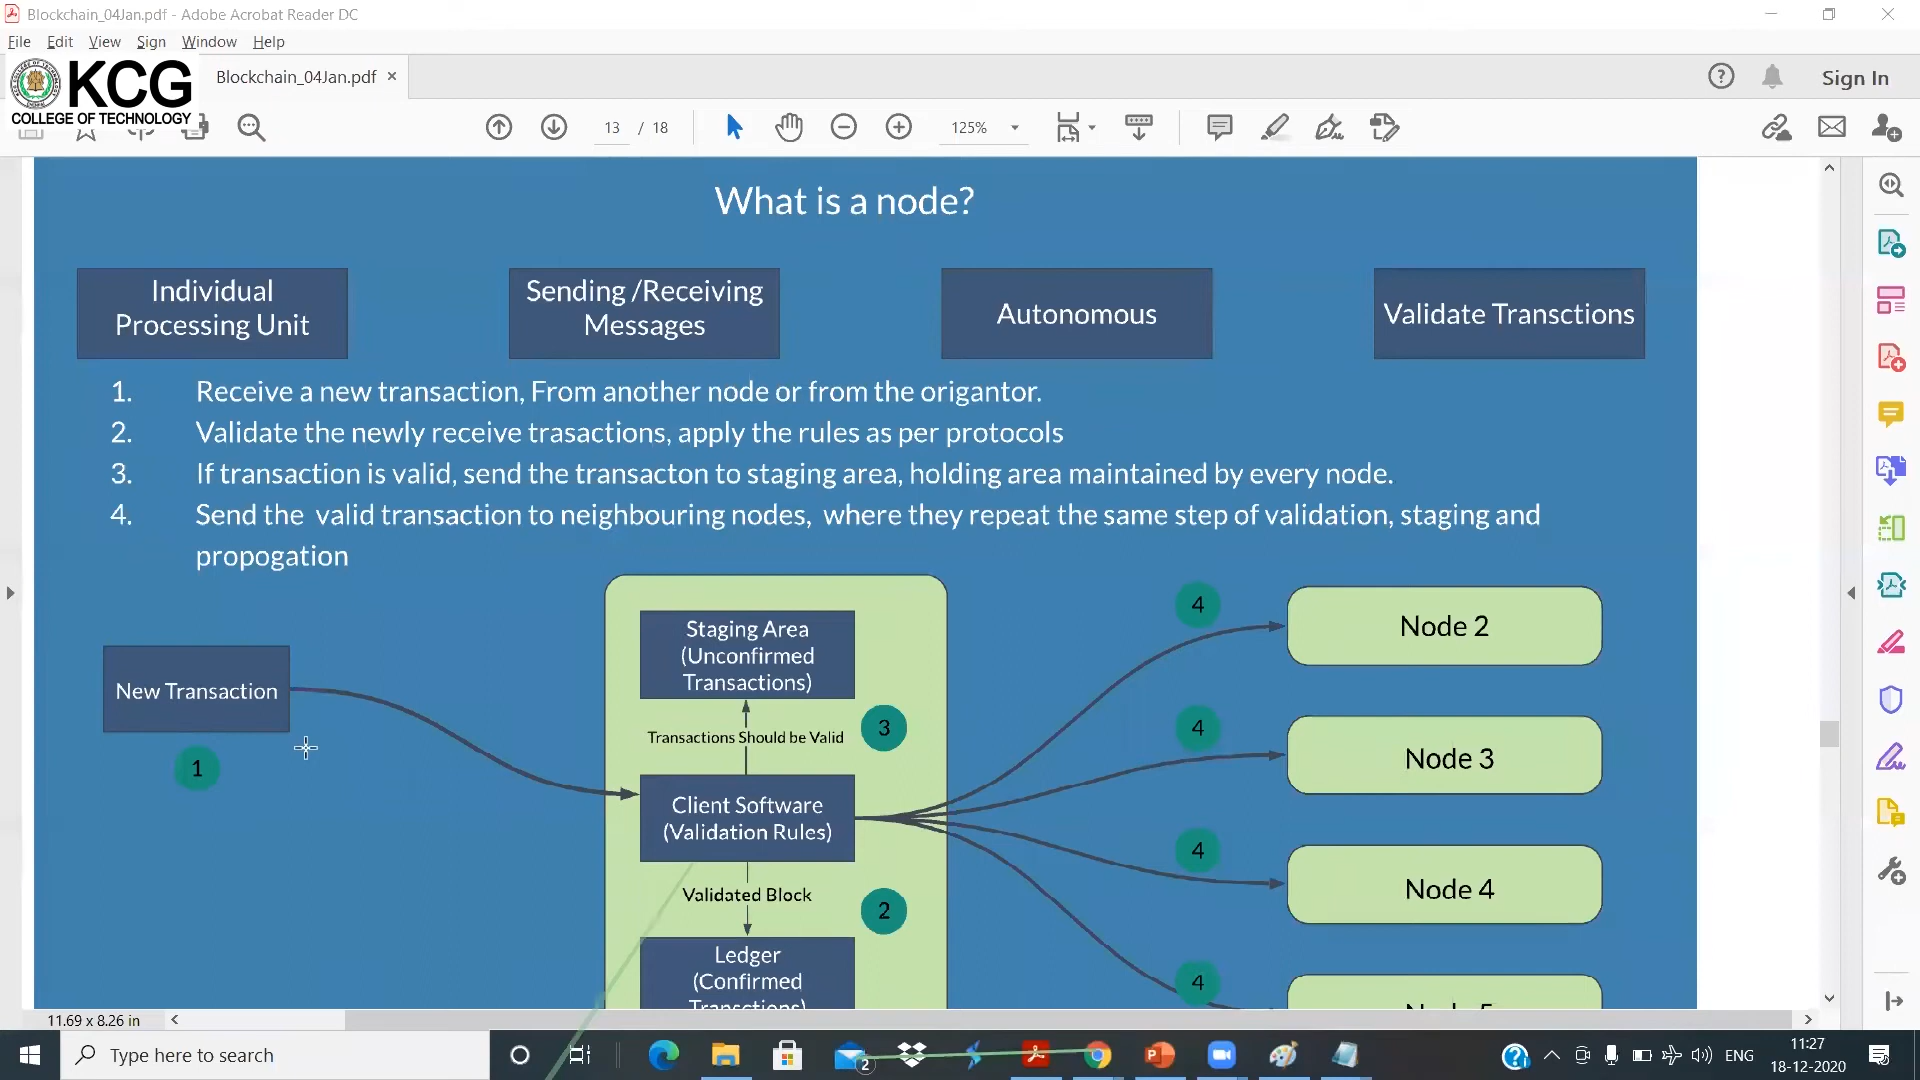 Blockchain_04Jan.pdf - Adobe Acrobat Reader DC
File Edit View Sign Window Help
KCG
COLLEGE OF TECHNOLOGY
Blockchain_04Jan.pdf
Sign In
13 / 18
125%
What is a node?
Individual
Processing Unit
Sending /Receiving
Messages
Autonomous
Validate Transctions
1. Receive a new transaction, From another node or from the origantor.
2. Validate the newly receive trasactions, apply the rules as per protocols
3. If transaction is valid, send the transacton to staging area, holding area maintained by every node.
4. Send the valid transaction to neighbouring nodes, where they repeat the same step of validation, staging and
propogation
New Transaction
1
Staging Area
(Unconfirmed
Transactions)
Transactions Should be Valid
3
Client Software
(Validation Rules)
Validated Block
2
Ledger
(Confirmed
Transctions)
4
Node 2
4
Node 3
4
Node 4
4
Node 5
11.69 x 8.26 in
Type here to search
2
ENG
11:27
18-12-2020